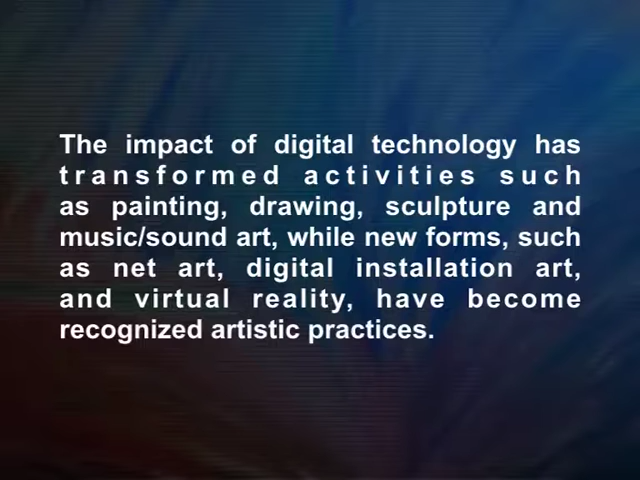 The impact of digital technology has
transformed activities such
as painting, drawing, sculpture and
music/sound art, while new forms, such
as net art, digital installation art,
and virtual reality, have become
recognized artistic practices.